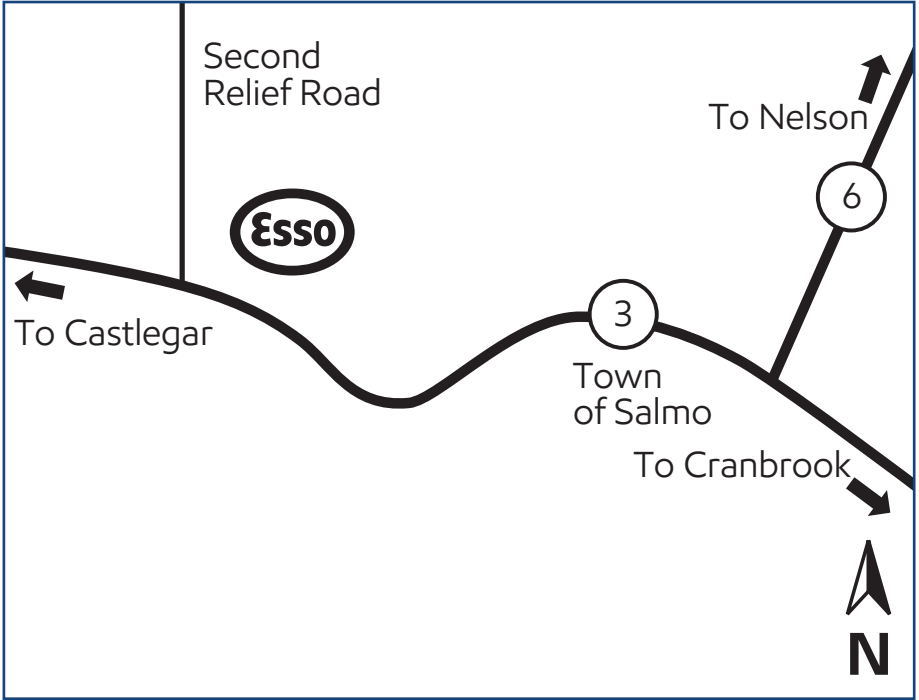 Second
Relief Road
To Nelson
6
Esso
3
To Castlegar
Town
of Salmo
To Cranbrook
N